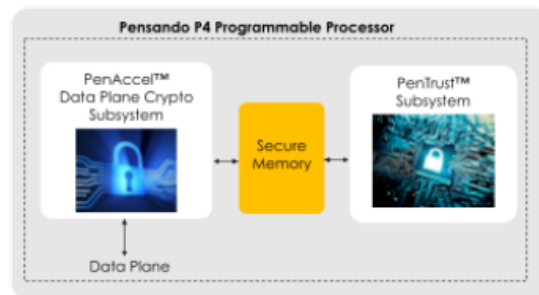 Pensando P4 Programmable Processor
PenAccel™
Data Plane Crypto
Subsystem
Secure
Memory
PenTrust™
Subsystem
Data Plane